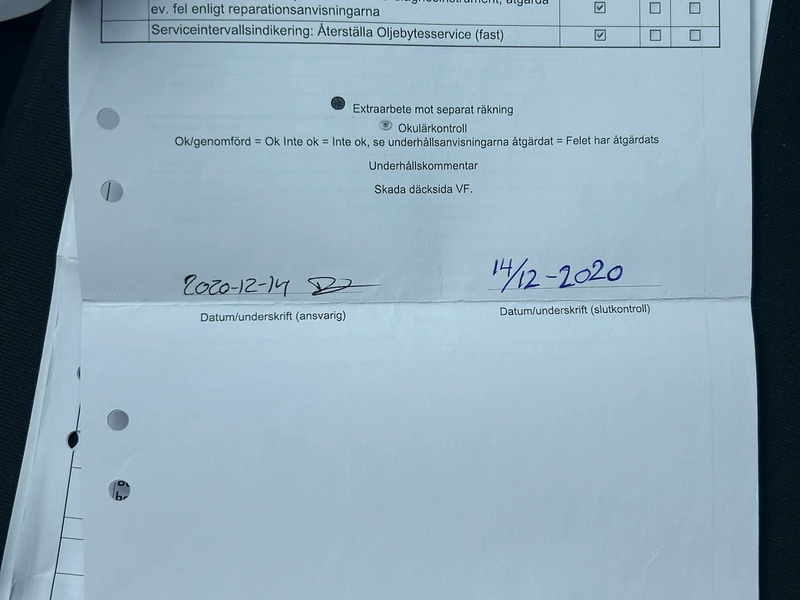 ev. fel enligt reparationsanvisningarna
Serviceintervallsindikering: Återställa Oljebytesservice (fast)
Extraarbete mot separat räkning
Okulärkontroll
Ok/genomförd = Ok Inte ok = Inte ok, se underhållsanvisningarna åtgärdat = Felet har åtgärdats
Underhållskommentar
Skada däcksida VF.
2020-12-14
14/12-2020
Datum/underskrift (ansvarig)
Datum/underskrift (slutkontroll)